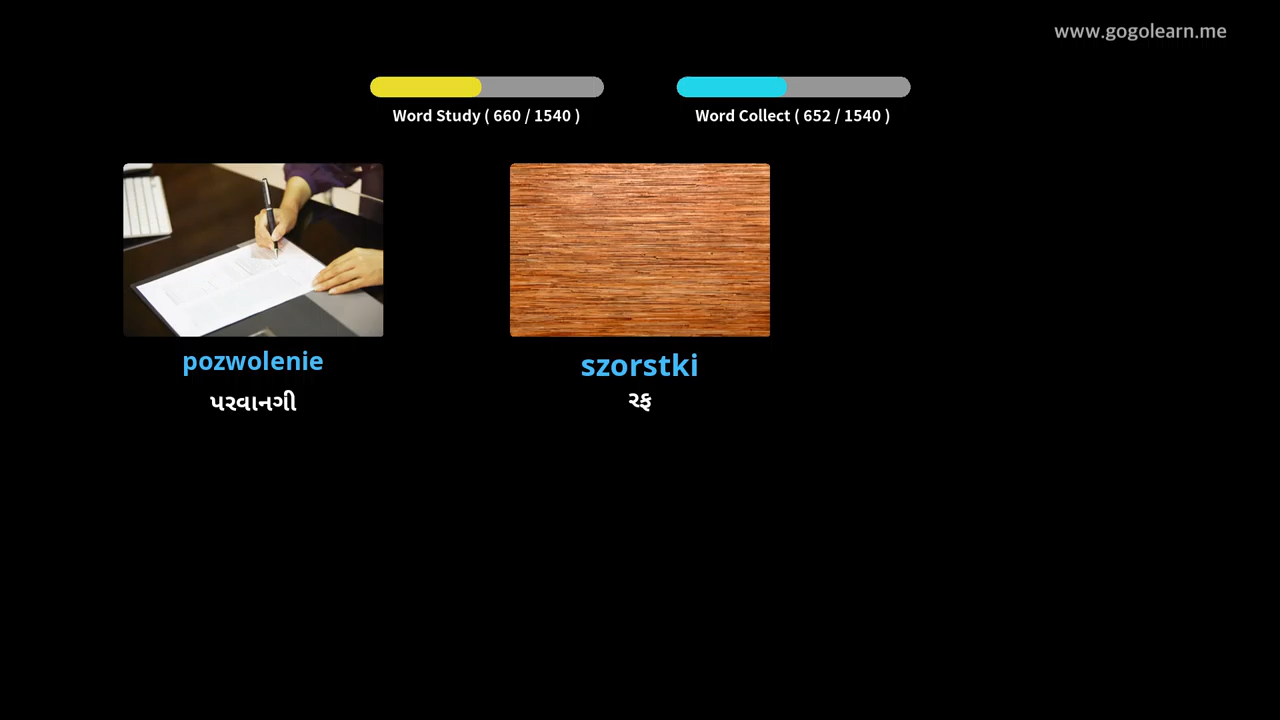 www.gogolearn.me
Word Study ( 660 / 1540 )
Word Collect ( 652 / 1540 )
pozwolenie
પરવાનગી
szorstki
રફ